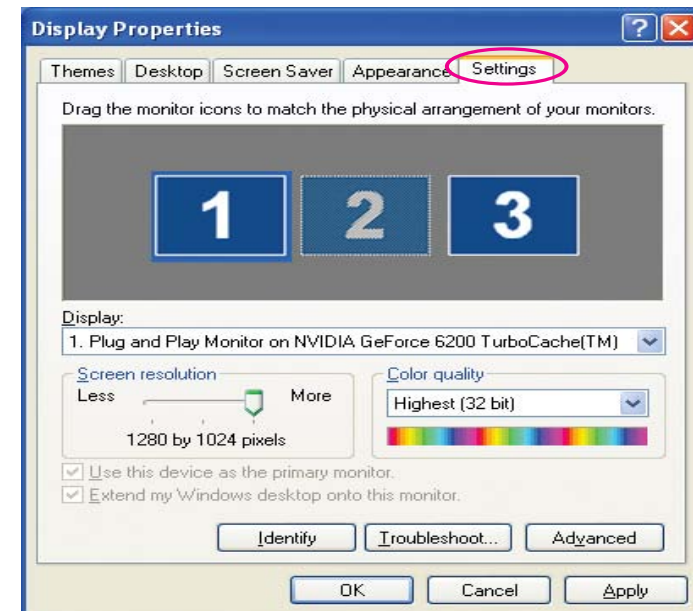 Display Properties
Themes Desktop Screen Saver Appearance Settings
Drag the monitor icons to match the physical arrangement of your monitors.
1 2 3
Display:
1. Plug and Play Monitor on NVIDIA GeForce 6200 TurboCache(TM)
Screen resolution
Less More
1280 by 1024 pixels
Color quality
Highest (32 bit)
Use this device as the primary monitor.
Extend my Windows desktop onto this monitor.
Identify Troubleshoot... Advanced
OK Cancel Apply